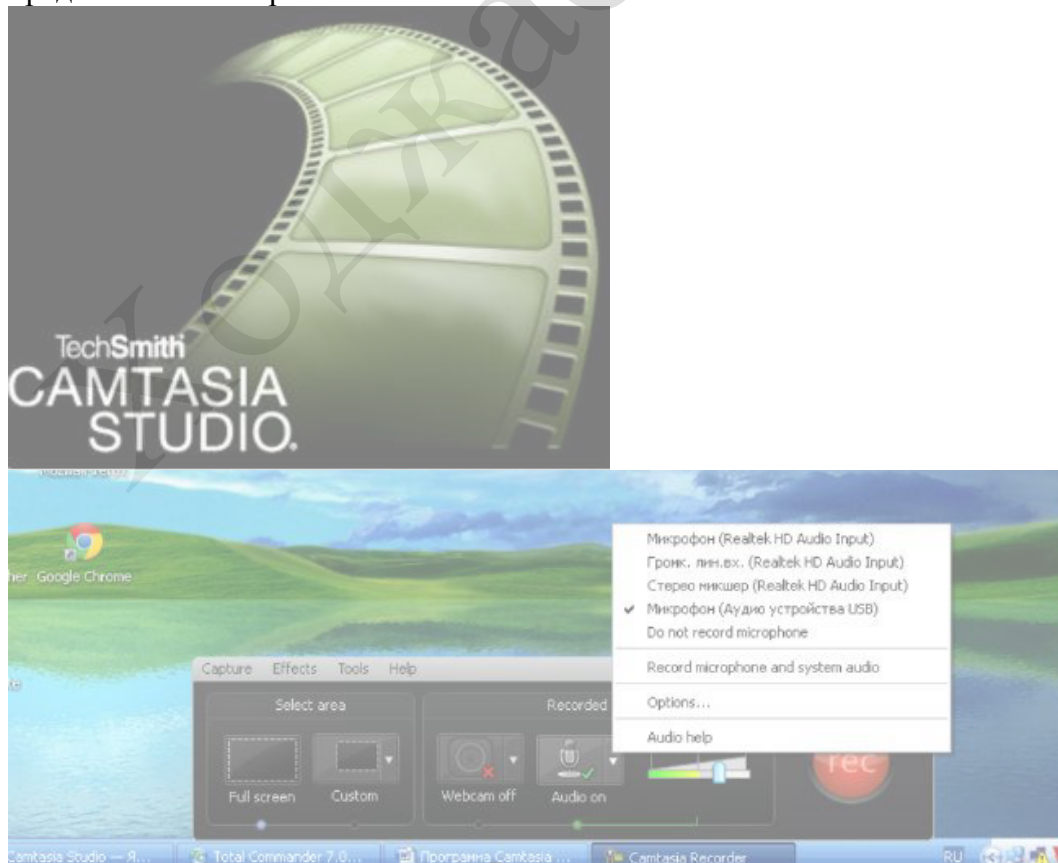 TechSmith
CAMTASIA
STUDIO.
Google Chrome
Микрофон (Realtek HD Audio Input)
Громк. лин.вх. (Realtek HD Audio Input)
Стерео микшер (Realtek HD Audio Input)
Микрофон (Аудио устройства USB)
Do not record microphone
Record microphone and system audio
Options...
Audio help
Capture Effects Tools Help
Select area
Recorded
Full screen
Custom
Webcam off
Audio on
rec
Camtasia Studio — Я...
Total Commander 7.0...
Программа Camtasia ...
Camtasia Recorder
RU